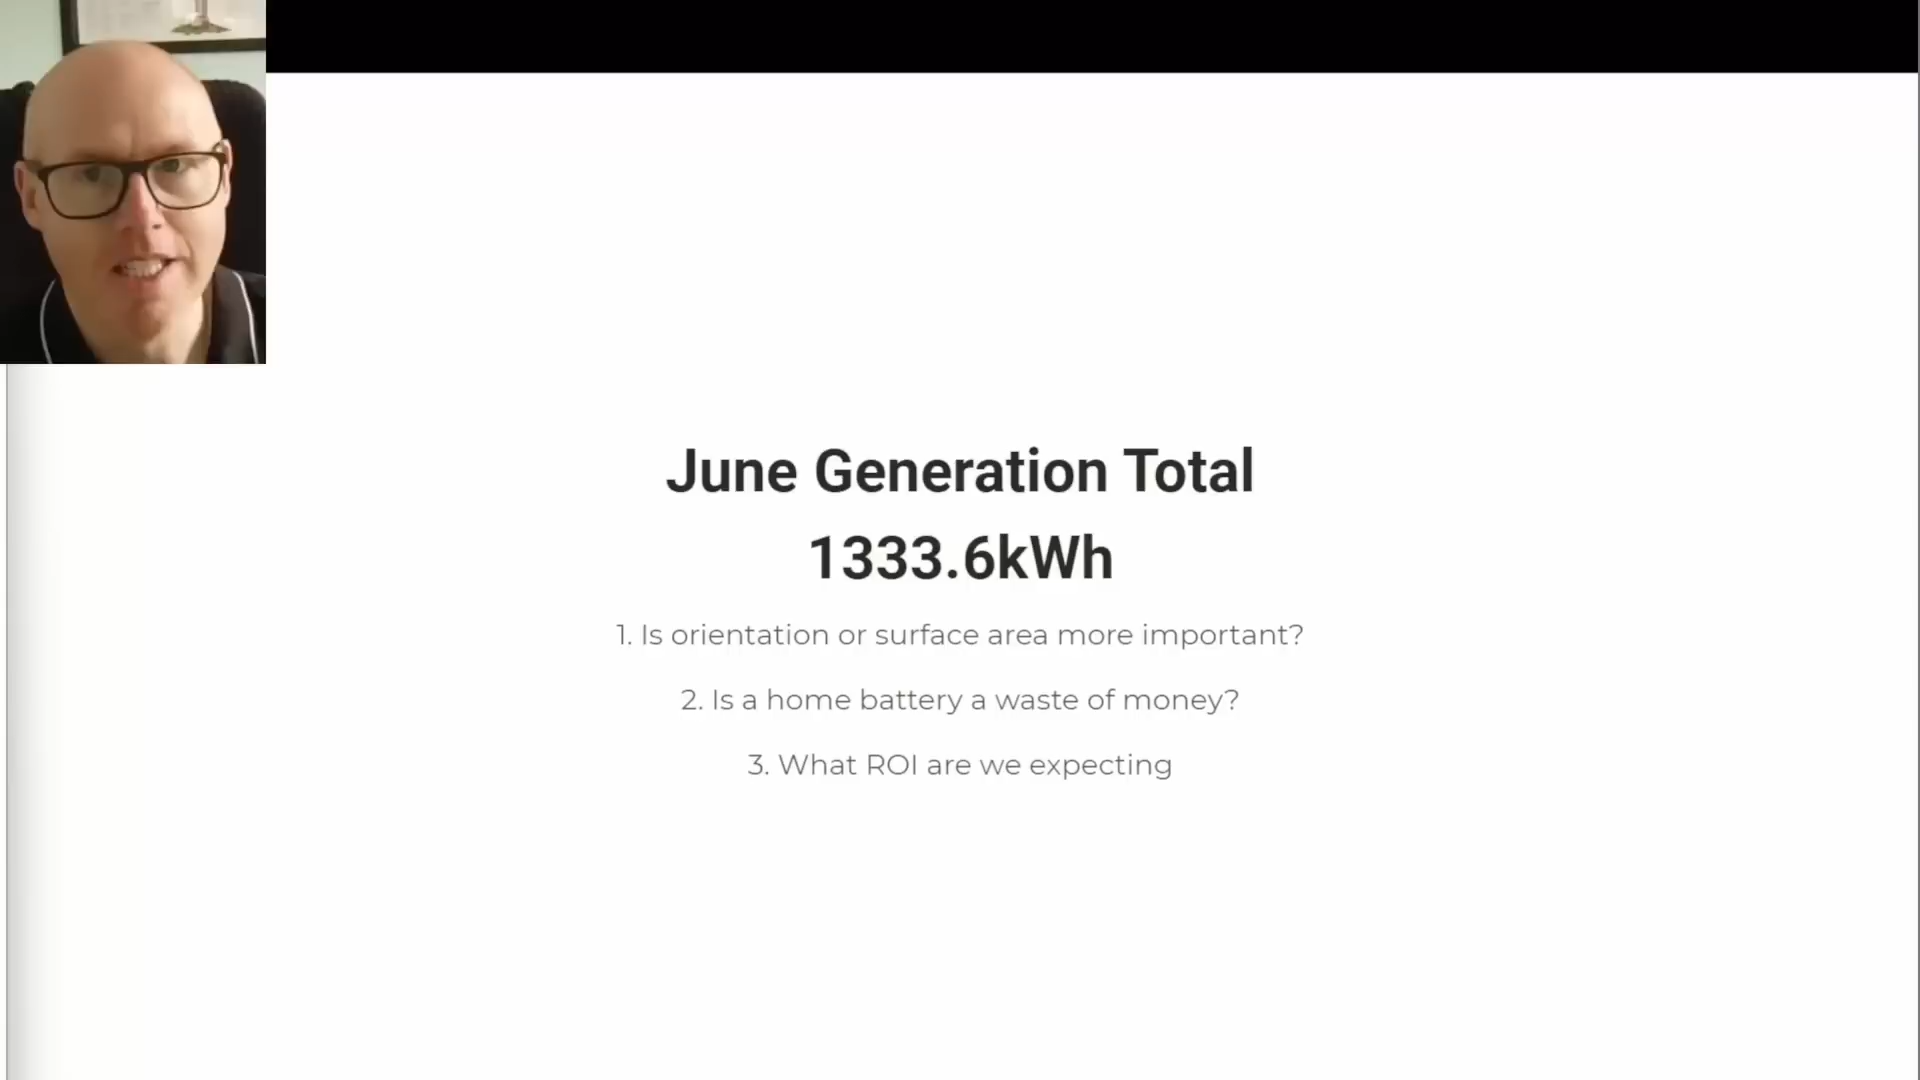 June Generation Total
1333.6kWh
1. Is orientation or surface area more important?
2. Is a home battery a waste of money?
3. What ROI are we expecting